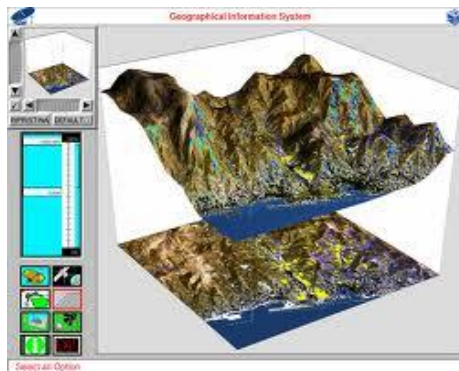 Geographical Information System
RIPRISTINA DEFAULT...
Select an Option